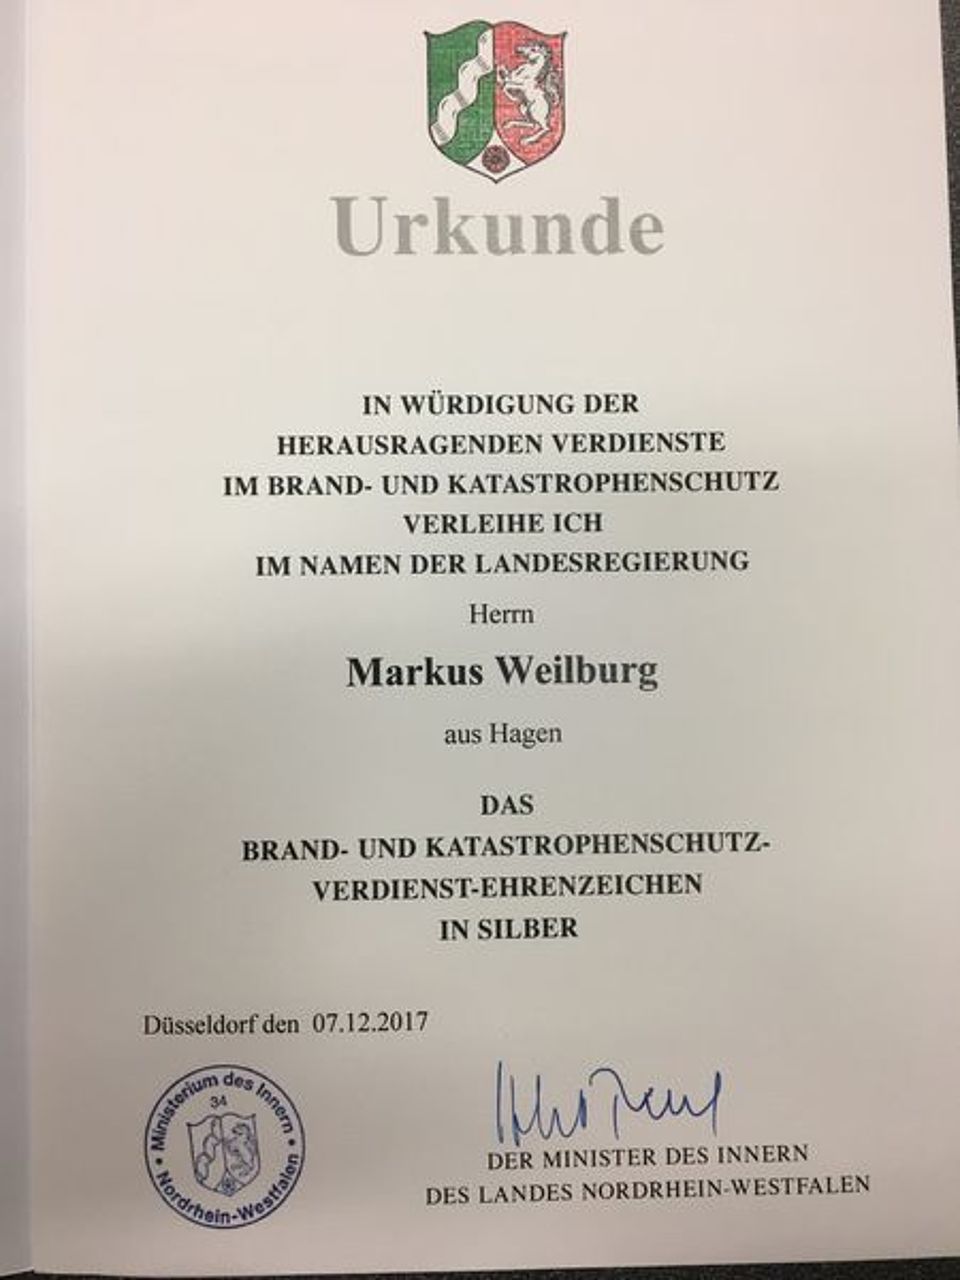 Urkunde
IN WÜRDIGUNG DER
HERAUSRAGENDEN VERDIENSTE
IM BRAND- UND KATASTROPHENSCHUTZ
VERLEIHE ICH
IM NAMEN DER LANDESREGIERUNG
Herrn
Markus Weilburg
aus Hagen
DAS
BRAND- UND KATASTROPHENSCHUTZ-
VERDIENST-EHRENZEICHEN
IN SILBER
Düsseldorf den 07.12.2017
Ministerium des Innern
34
Nordrhein-Westfalen
DER MINISTER DES INNERN
DES LANDES NORDRHEIN-WESTFALEN